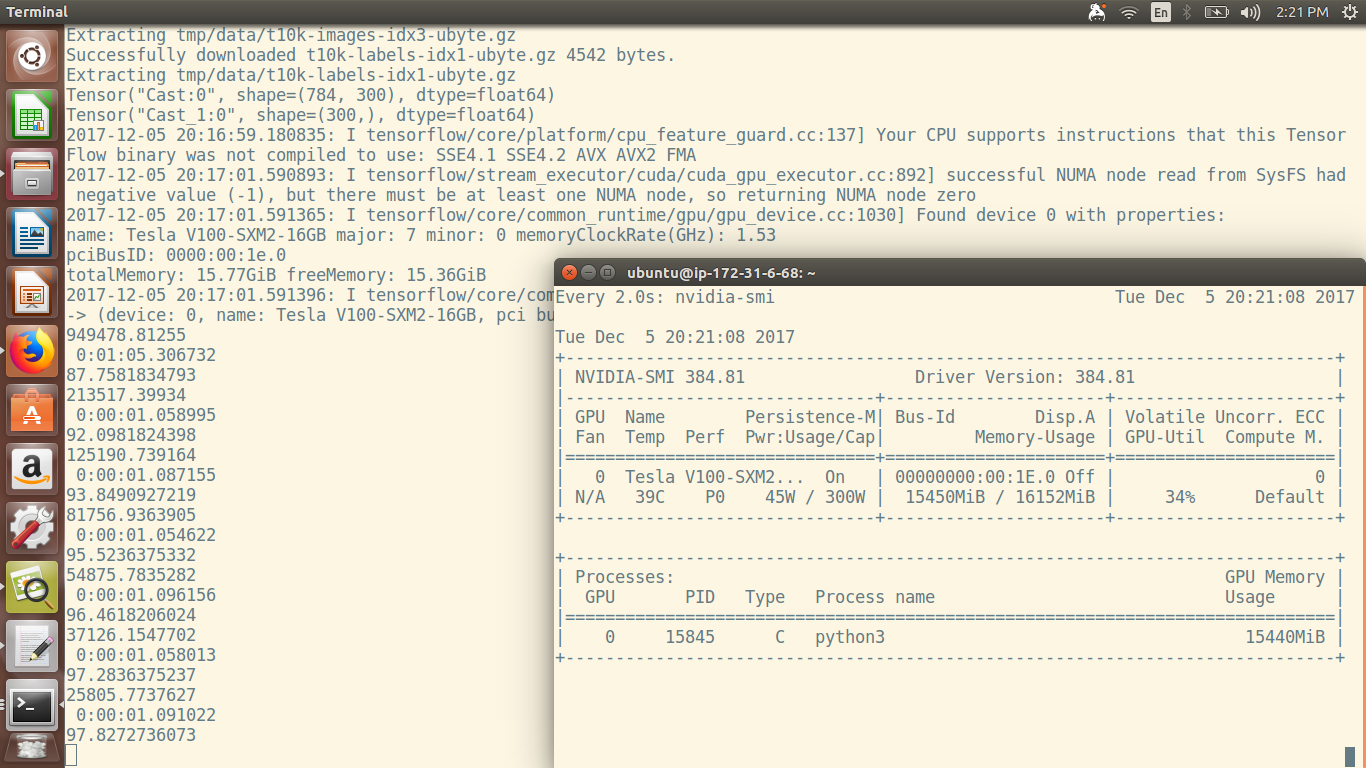 Terminal
En
2:21 PM
Extracting tmp/data/t10k-images-idx3-ubyte.gz
Successfully downloaded t10k-labels-idx1-ubyte.gz 4542 bytes.
Extracting tmp/data/t10k-labels-idx1-ubyte.gz
Tensor("Cast:0", shape=(784, 300), dtype=float64)
Tensor("Cast_1:0", shape=(300,), dtype=float64)
2017-12-05 20:16:59.180835: I tensorflow/core/platform/cpu_feature_guard.cc:137] Your CPU supports instructions that this Tensor
Flow binary was not compiled to use: SSE4.1 SSE4.2 AVX AVX2 FMA
2017-12-05 20:17:01.590893: I tensorflow/stream_executor/cuda/cuda_gpu_executor.cc:892] successful NUMA node read from SysFS had
 negative value (-1), but there must be at least one NUMA node, so returning NUMA node zero
2017-12-05 20:17:01.591365: I tensorflow/core/common_runtime/gpu/gpu_device.cc:1030] Found device 0 with properties:
name: Tesla V100-SXM2-16GB major: 7 minor: 0 memoryClockRate(GHz): 1.53
pciBusID: 0000:00:1e.0
totalMemory: 15.77GiB freeMemory: 15.36GiB
2017-12-05 20:17:01.591396: I tensorflow/core/com
-> (device: 0, name: Tesla V100-SXM2-16GB, pci bu
949478.81255
 0:01:05.306732
87.7581834793
213517.39934
 0:00:01.058995
92.0981824398
125190.739164
 0:00:01.087155
93.8490927219
81756.9363905
 0:00:01.054622
95.5236375332
54875.7835282
 0:00:01.096156
96.4618206024
37126.1547702
 0:00:01.058013
97.2836375237
25805.7737627
 0:00:01.091022
97.8272736073
ubuntu@ip-172-31-6-68: ~
Every 2.0s: nvidia-smi Tue Dec  5 20:21:08 2017
Tue Dec  5 20:21:08 2017
+-----------------------------------------------------------------------------+
| NVIDIA-SMI 384.81                 Driver Version: 384.81                    |
|-------------------------------+----------------------+----------------------+
| GPU  Name        Persistence-M| Bus-Id        Disp.A | Volatile Uncorr. ECC |
| Fan  Temp  Perf  Pwr:Usage/Cap|         Memory-Usage | GPU-Util  Compute M. |
|===============================+======================+======================|
|   0  Tesla V100-SXM2...  On   | 00000000:00:1E.0 Off |                    0 |
| N/A   39C    P0    45W / 300W |  15450MiB / 16152MiB |     34%      Default |
+-------------------------------+----------------------+----------------------+
+-----------------------------------------------------------------------------+
| Processes:                                                       GPU Memory |
|  GPU       PID   Type   Process name                             Usage      |
|=============================================================================|
|    0     15845      C   python3                                    15440MiB |
+-----------------------------------------------------------------------------+